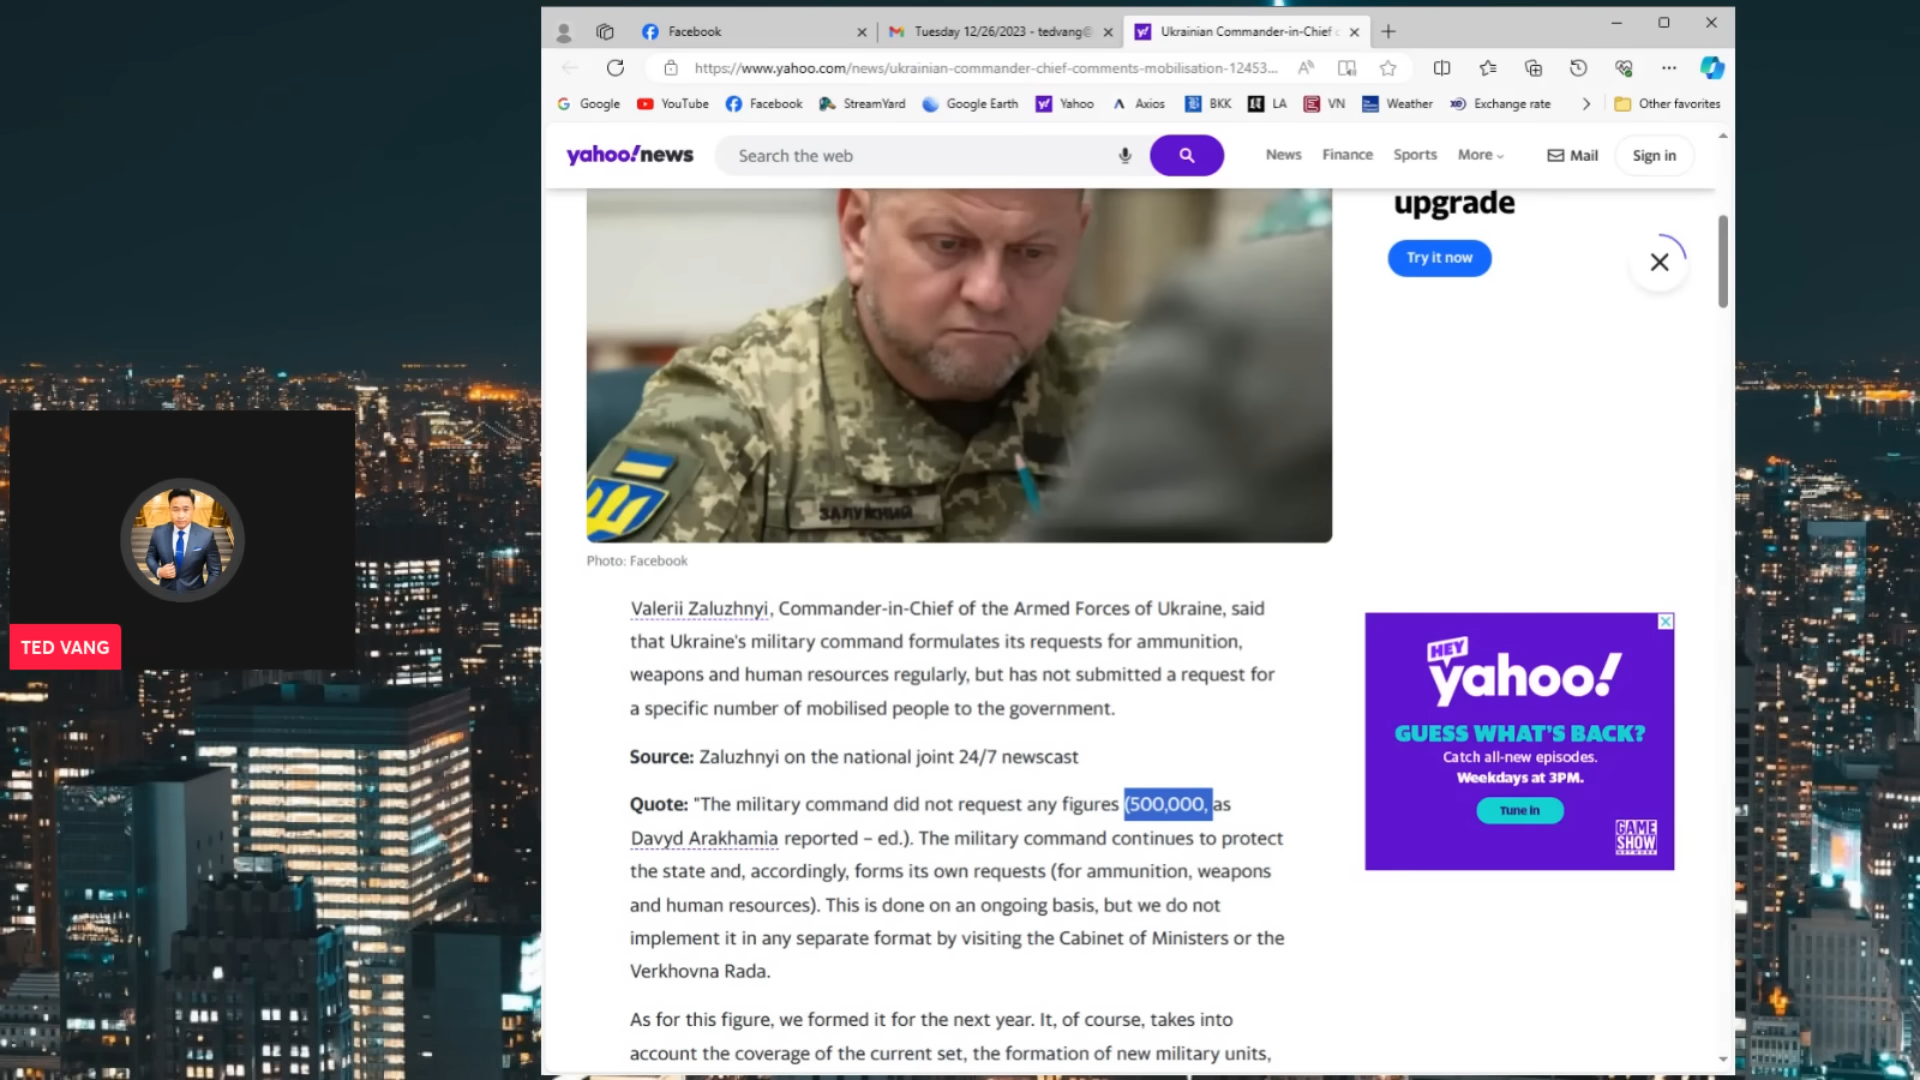 Facebook
Tuesday 12/26/2023 - tedvang@
Ukrainian Commander-in-Chief c
https://www.yahoo.com/news/ukrainian-commander-chief-comments-mobilisation-12453...
Google
YouTube
Facebook
StreamYard
Google Earth
Yahoo
Axios
BKK
LA
VN
Weather
Exchange rate
Other favorites
yahoo!news
Search the web
News
Finance
Sports
More
Mail
Sign in
upgrade
Try it now
ЗАЛУЖНИЙ
Photo: Facebook
Valerii Zaluzhnyi, Commander-in-Chief of the Armed Forces of Ukraine, said
that Ukraine's military command formulates its requests for ammunition,
weapons and human resources regularly, but has not submitted a request for
a specific number of mobilised people to the government.
Source: Zaluzhnyi on the national joint 24/7 newscast
Quote: "The military command did not request any figures (500,000, as
Davyd Arakhamia reported – ed.). The military command continues to protect
the state and, accordingly, forms its own requests (for ammunition, weapons
and human resources). This is done on an ongoing basis, but we do not
implement it in any separate format by visiting the Cabinet of Ministers or the
Verkhovna Rada.
As for this figure, we formed it for the next year. It, of course, takes into
account the coverage of the current set, the formation of new military units,
HEY
yahoo!
GUESS WHAT'S BACK?
Catch all-new episodes.
Weekdays at 3PM.
Tune in
GAME
SHOW
NETWORK
TED VANG